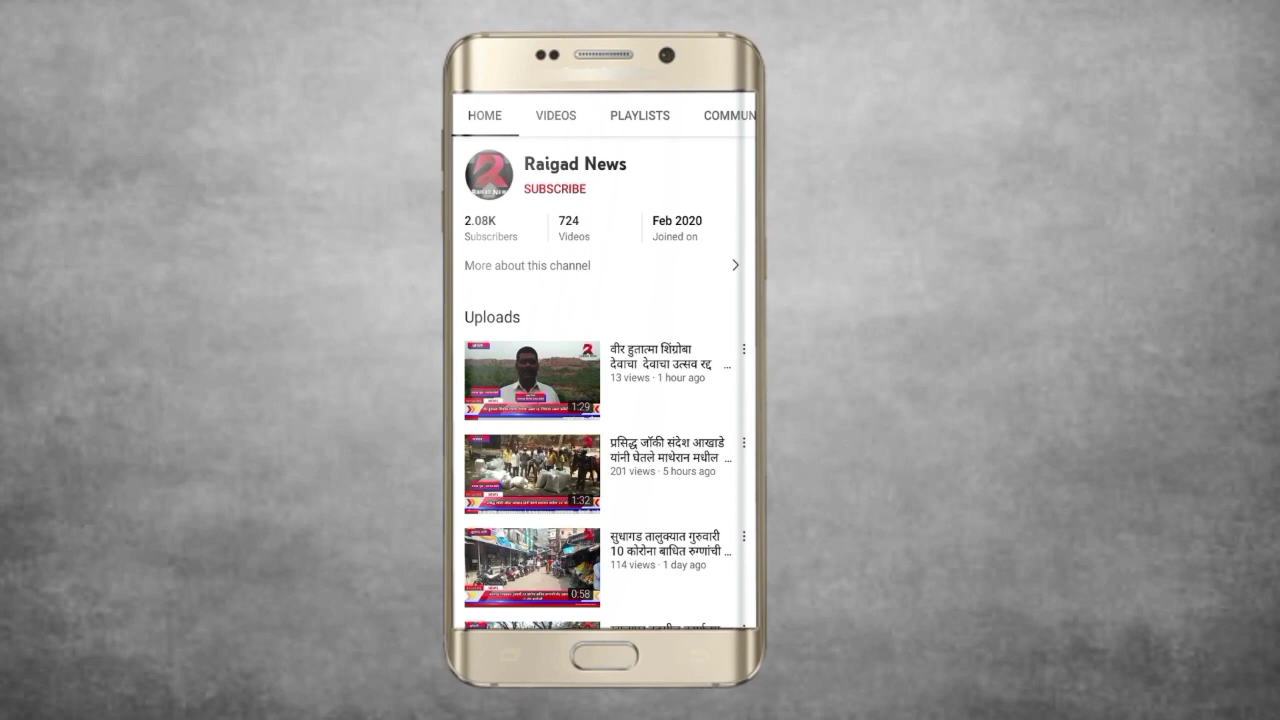 HOME VIDEOS PLAYLISTS COMMUN
Raigad News
SUBSCRIBE
2.08K 724 Feb 2020
Subscribers Videos Joined on
More about this channel
Uploads
वीर हुतात्मा शिंग्रोबा
देवाचा देवाचा उत्सव रद्द ...
13 views · 1 hour ago
1:29
प्रसिद्ध जॉकी संदेश आखाडे
यांनी घेतले माथेरान मधील ...
201 views · 5 hours ago
1:32
सुधागड तालुक्यात गुरुवारी
10 कोरोना बाधित रुग्णांची ...
114 views · 1 day ago
0:58